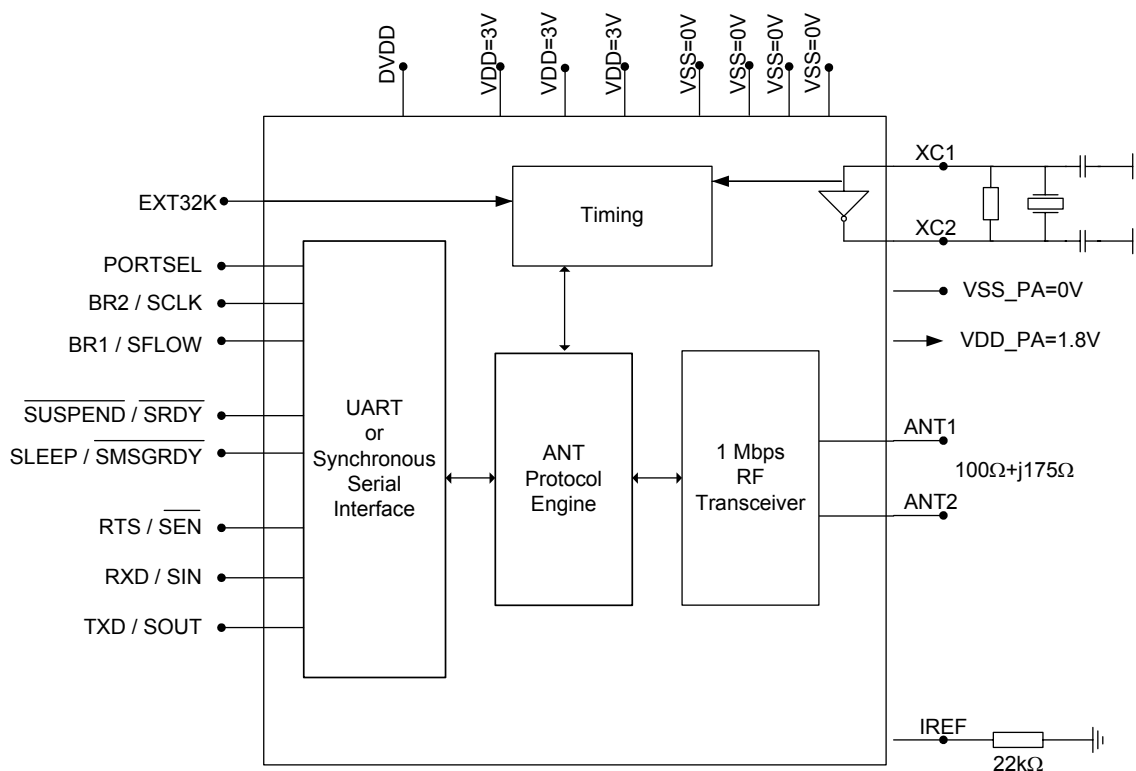 DVDD
VDD=3V
VDD=3V
VDD=3V
VSS=0V
VSS=0V
VSS=0V
VSS=0V
XC1
EXT32K
Timing
XC2
PORTSEL
BR2 / SCLK
VSS_PA=0V
BR1 / SFLOW
VDD_PA=1.8V
SUSPEND / SRDY
SLEEP / SMSGRDY
UART
or
Synchronous
Serial
Interface
ANT
Protocol
Engine
1 Mbps
RF
Transceiver
ANT1
100Ω+j175Ω
ANT2
RTS / SEN
RXD / SIN
TXD / SOUT
IREF
22kΩ